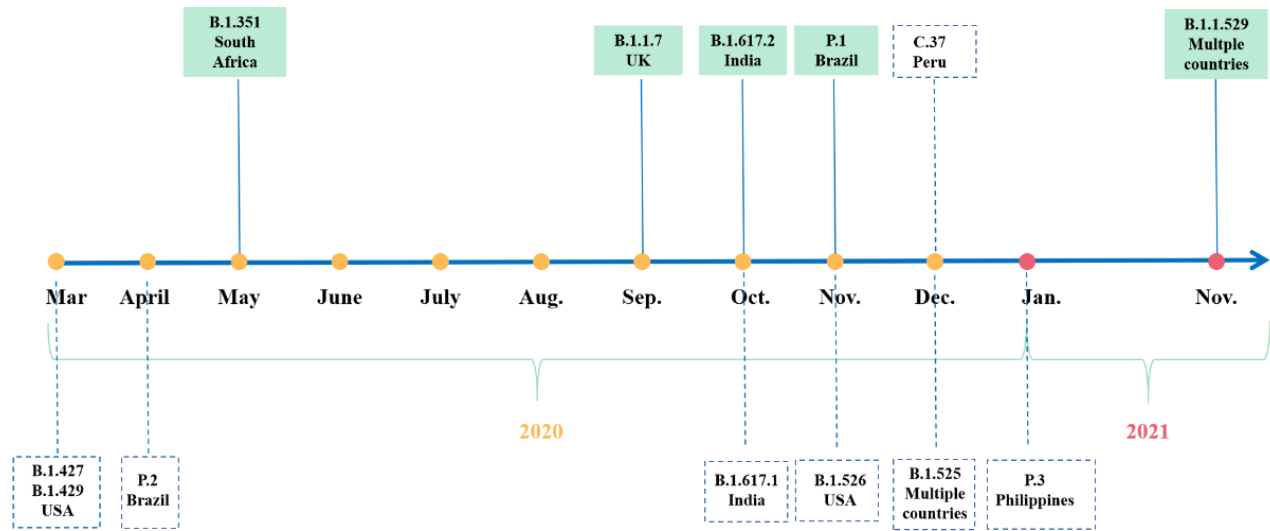 B.1.351
South
Africa
B.1.1.7
UK
B.1.617.2
India
P.1
Brazil
C.37
Peru
B.1.1.529
Multple
countries
Mar
April
May
June
July
Aug.
Sep.
Oct.
Nov.
Dec.
Jan.
Nov.
2020
2021
B.1.427
B.1.429
USA
P.2
Brazil
B.1.617.1
India
B.1.526
USA
B.1.525
Multiple
countries
P.3
Philippines